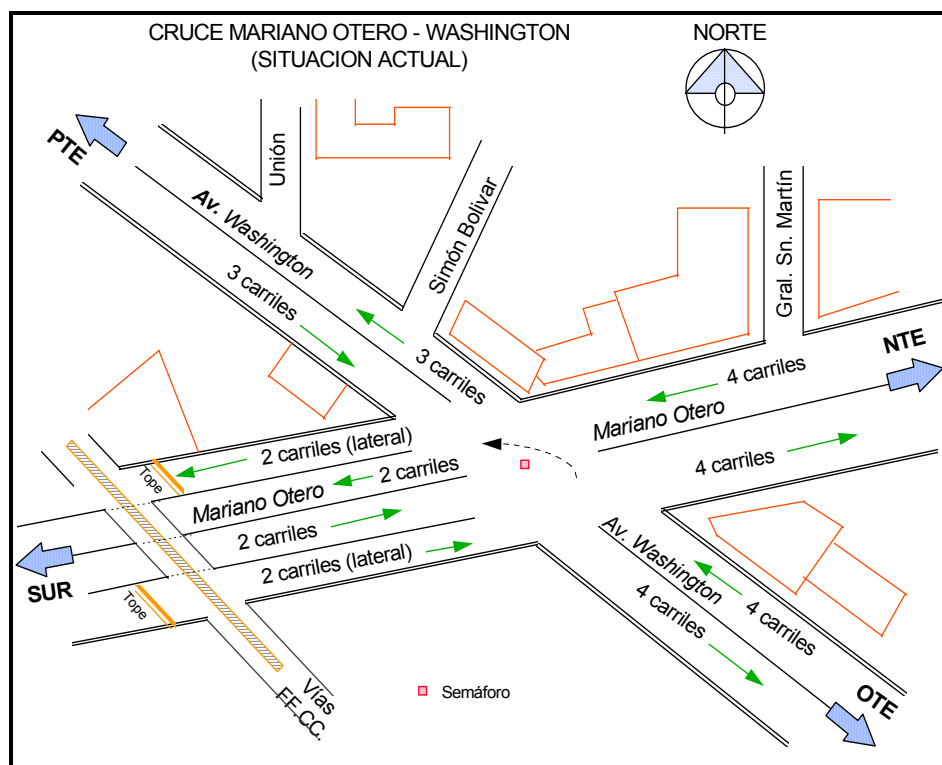 CRUCE MARIANO OTERO - WASHINGTON
(SITUACION ACTUAL)
NORTE
PTE
Unión
Av. Washington
Simón Bolivar
Gral. Sn. Martín
3 carriles
3 carriles
NTE
4 carriles
Mariano Otero
4 carriles
2 carriles (lateral)
Tope
2 carriles
Mariano Otero
2 carriles
2 carriles (lateral)
SUR
Tope
Av. Washington
4 carriles
4 carriles
OTE
Vías
FF.CC.
Semáforo